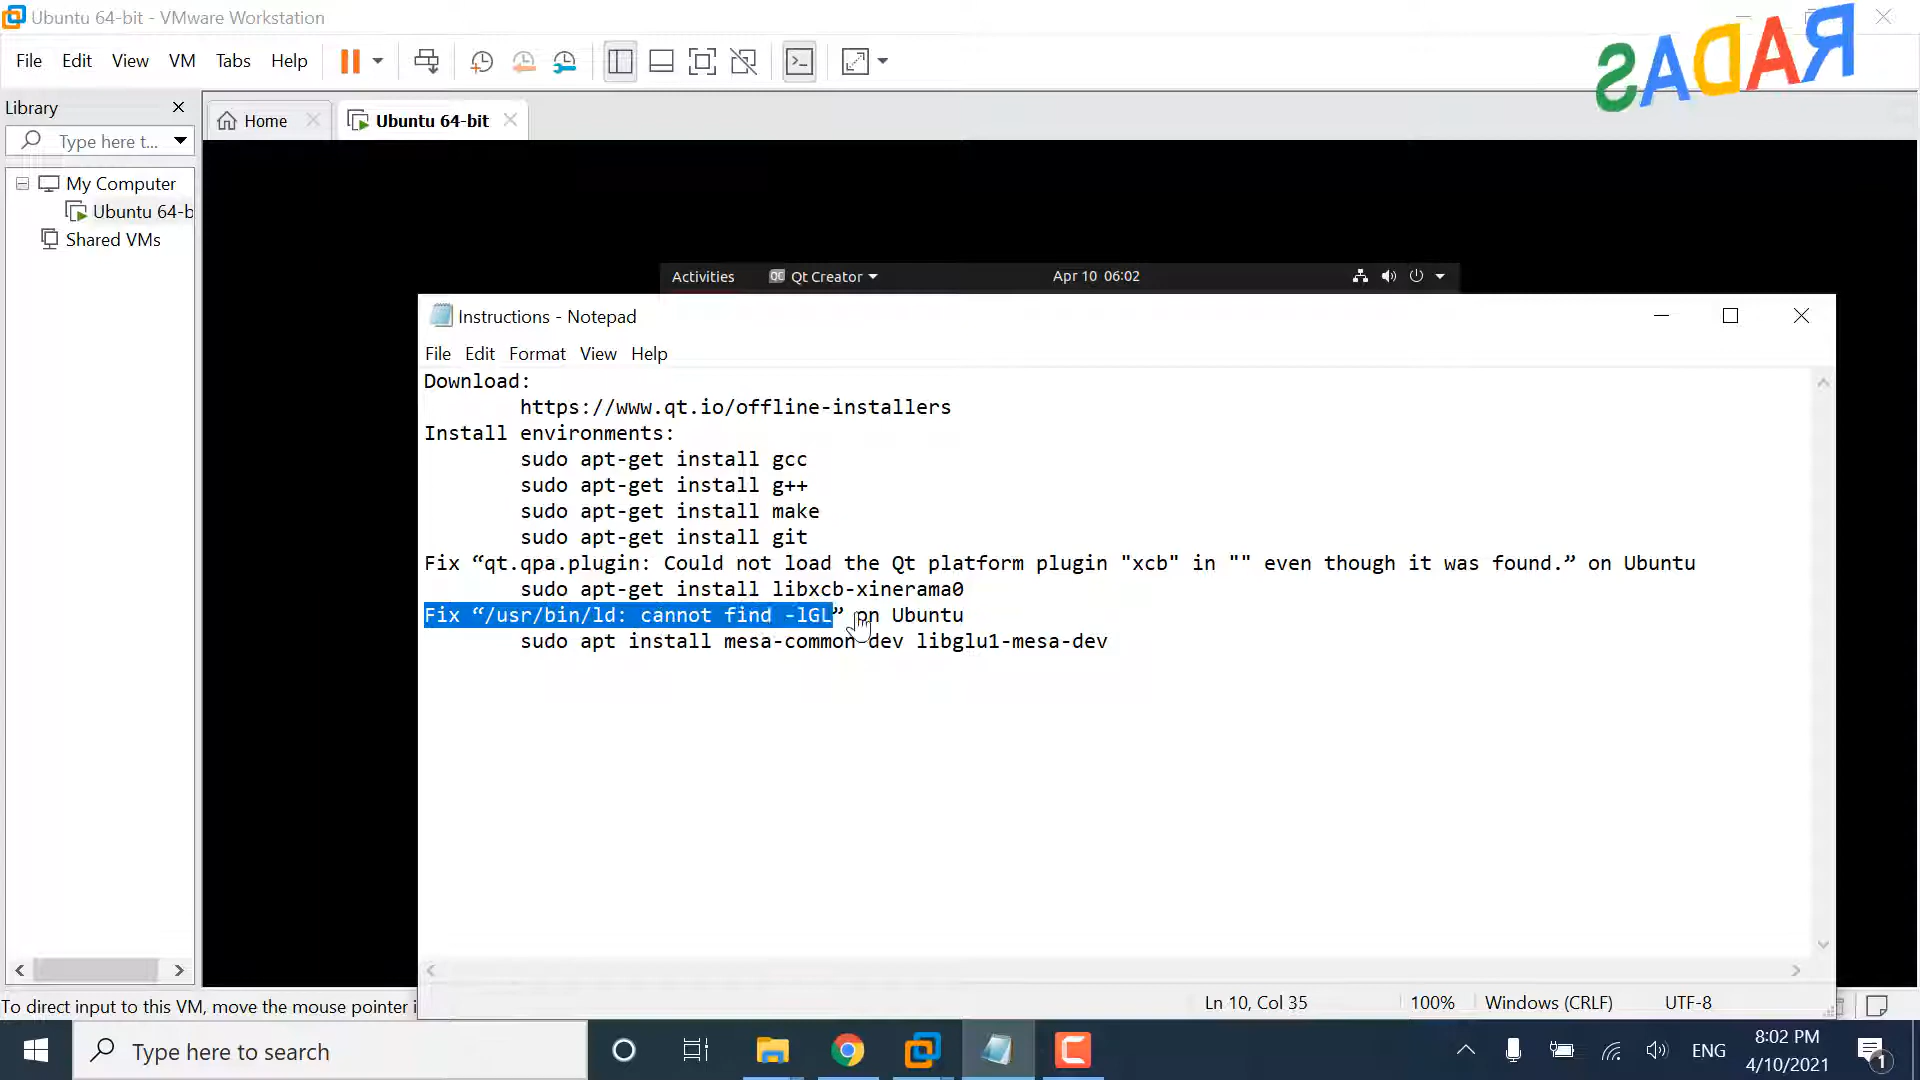 Ubuntu 64-bit - VMware Workstation
File Edit View VM Tabs Help
RADAS
Library
Home
Ubuntu 64-bit
Type here t...
My Computer
Ubuntu 64-b
Shared VMs
Activities
Qt Creator
Apr 10 06:02
Instructions - Notepad
File Edit Format View Help
Download:
https://www.qt.io/offline-installers
Install environments:
sudo apt-get install gcc
sudo apt-get install g++
sudo apt-get install make
sudo apt-get install git
Fix “qt.qpa.plugin: Could not load the Qt platform plugin "xcb" in "" even though it was found.” on Ubuntu
sudo apt-get install libxcb-xinerama0
Fix “/usr/bin/ld: cannot find -lGL” on Ubuntu
sudo apt install mesa-common-dev libglu1-mesa-dev
Ln 10, Col 35
100%
Windows (CRLF)
UTF-8
To direct input to this VM, move the mouse pointer i
Type here to search
ENG
8:02 PM
4/10/2021
1